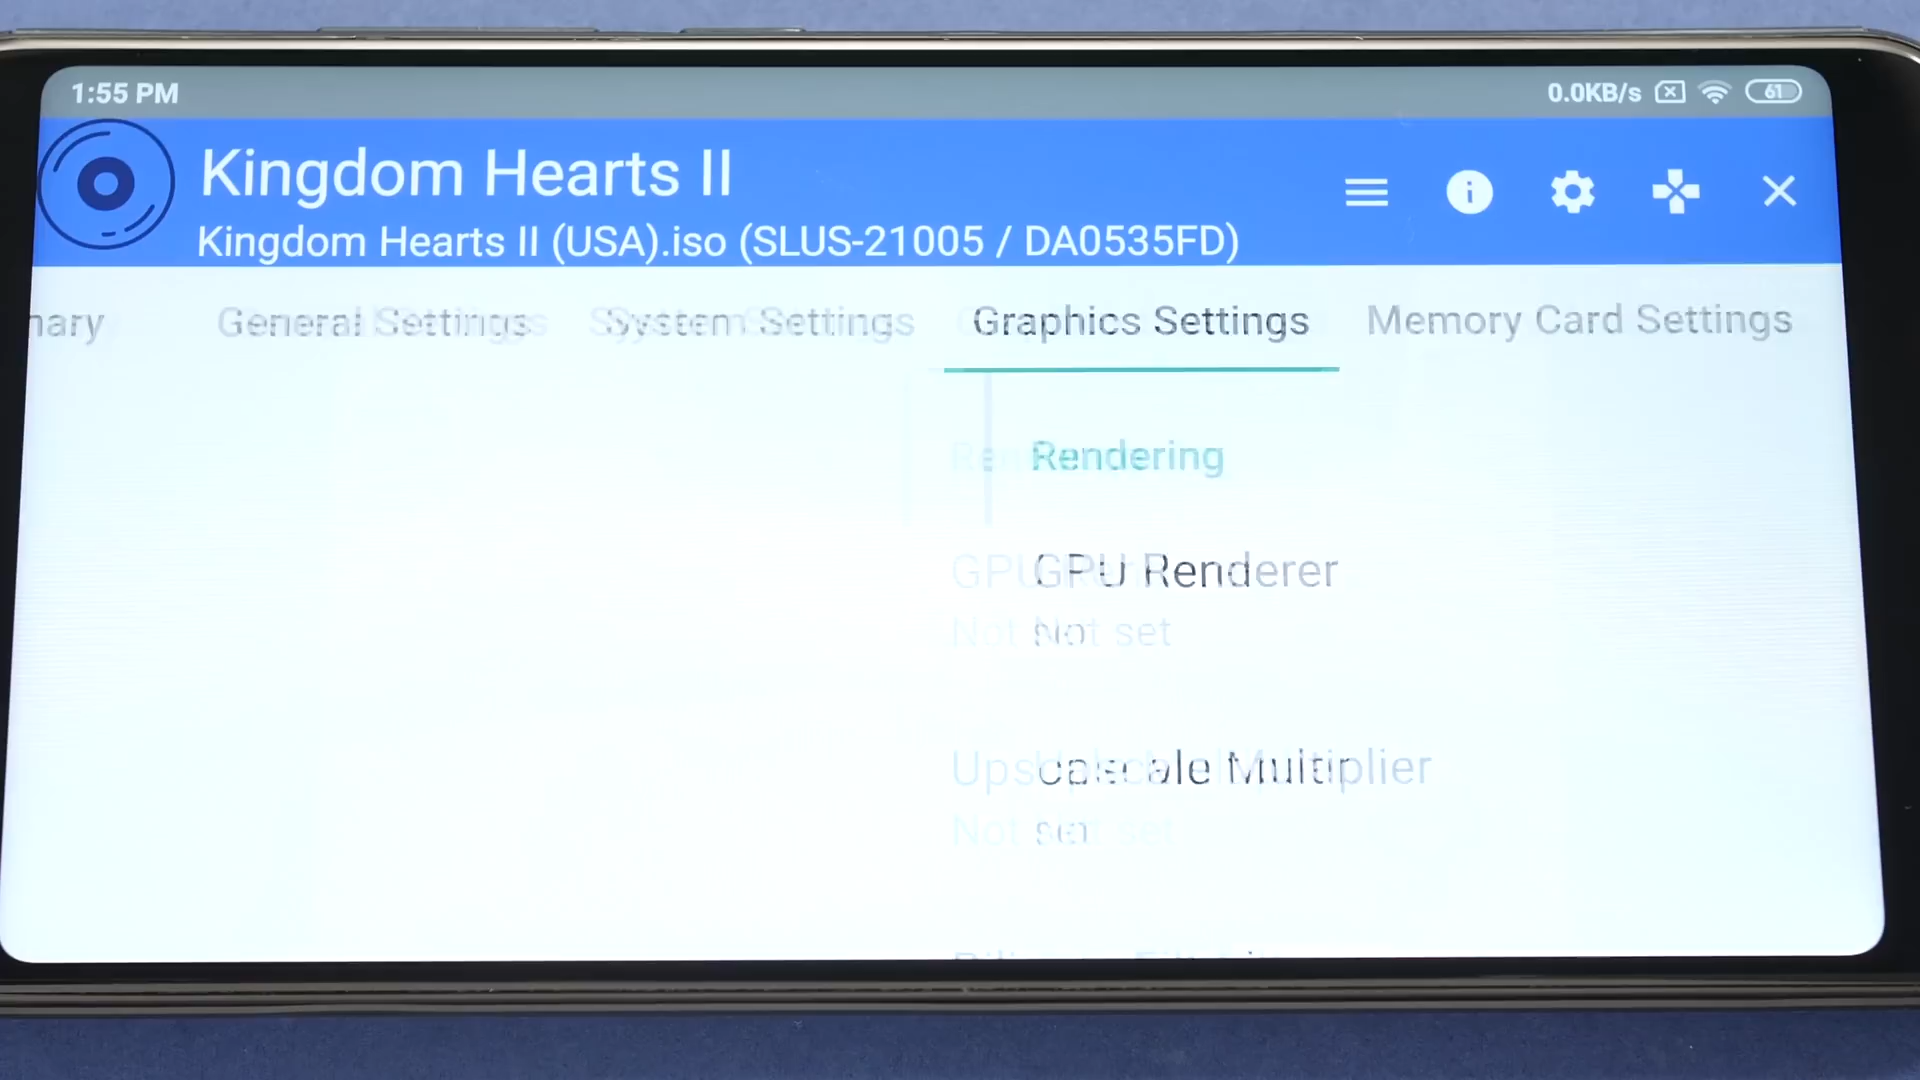 1:55 PM
0.0KB/s
61
Kingdom Hearts II
Kingdom Hearts II (USA).iso (SLUS-21005 / DA0535FD)
nary General Settings System Settings Graphics Settings Memory Card Settings
Rendering
GPU Renderer
Not set
Upscale Multiplier
Not set